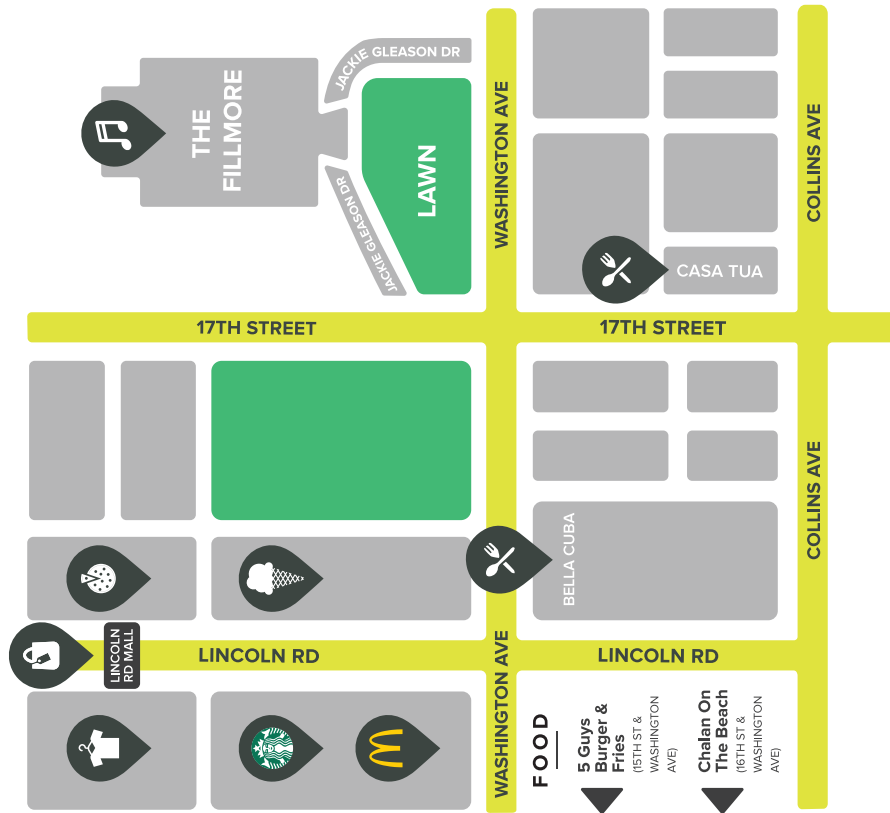 JACKIE GLEASON DR
THE
FILLMORE
LAWN
JACKIE GLEASON DR
WASHINGTON AVE
COLLINS AVE
CASA TUA
17TH STREET
17TH STREET
COLLINS AVE
BELLA CUBA
LINCOLN
RD MALL
LINCOLN RD
LINCOLN RD
WASHINGTON AVE
FOOD
5 Guys
Burger &
Fries
(15TH ST &
WASHINGTON
AVE)
Chalan On
The Beach
(16TH ST &
WASHINGTON
AVE)